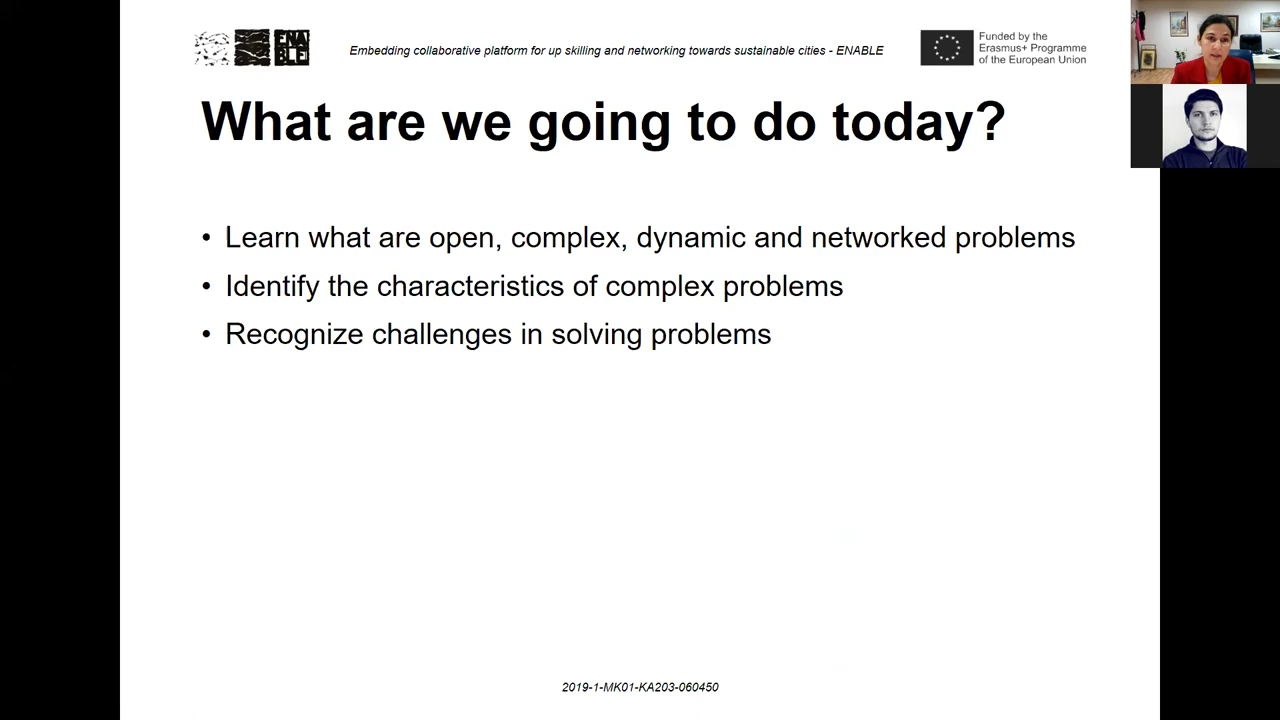 ENA
BLE
Embedding collaborative platform for up skilling and networking towards sustainable cities - ENABLE
Funded by the
Erasmus+ Programme
of the European Union
What are we going to do today?
• Learn what are open, complex, dynamic and networked problems
• Identify the characteristics of complex problems
• Recognize challenges in solving problems
2019-1-MK01-KA203-060450